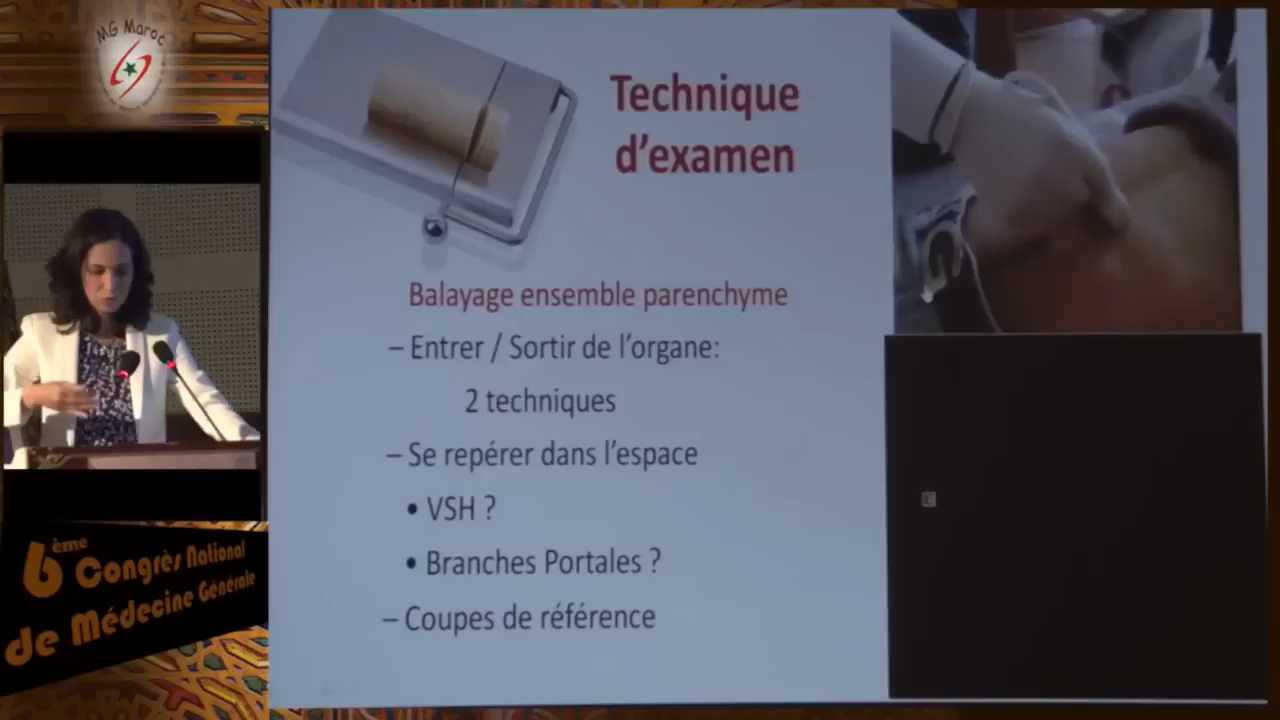 MG Maroc
Technique
d’examen
Balayage ensemble parenchyme
– Entrer / Sortir de l’organe:
2 techniques
– Se repérer dans l’espace
• VSH ?
• Branches Portales ?
– Coupes de référence
6ème Congrès National
de Médecine Générale